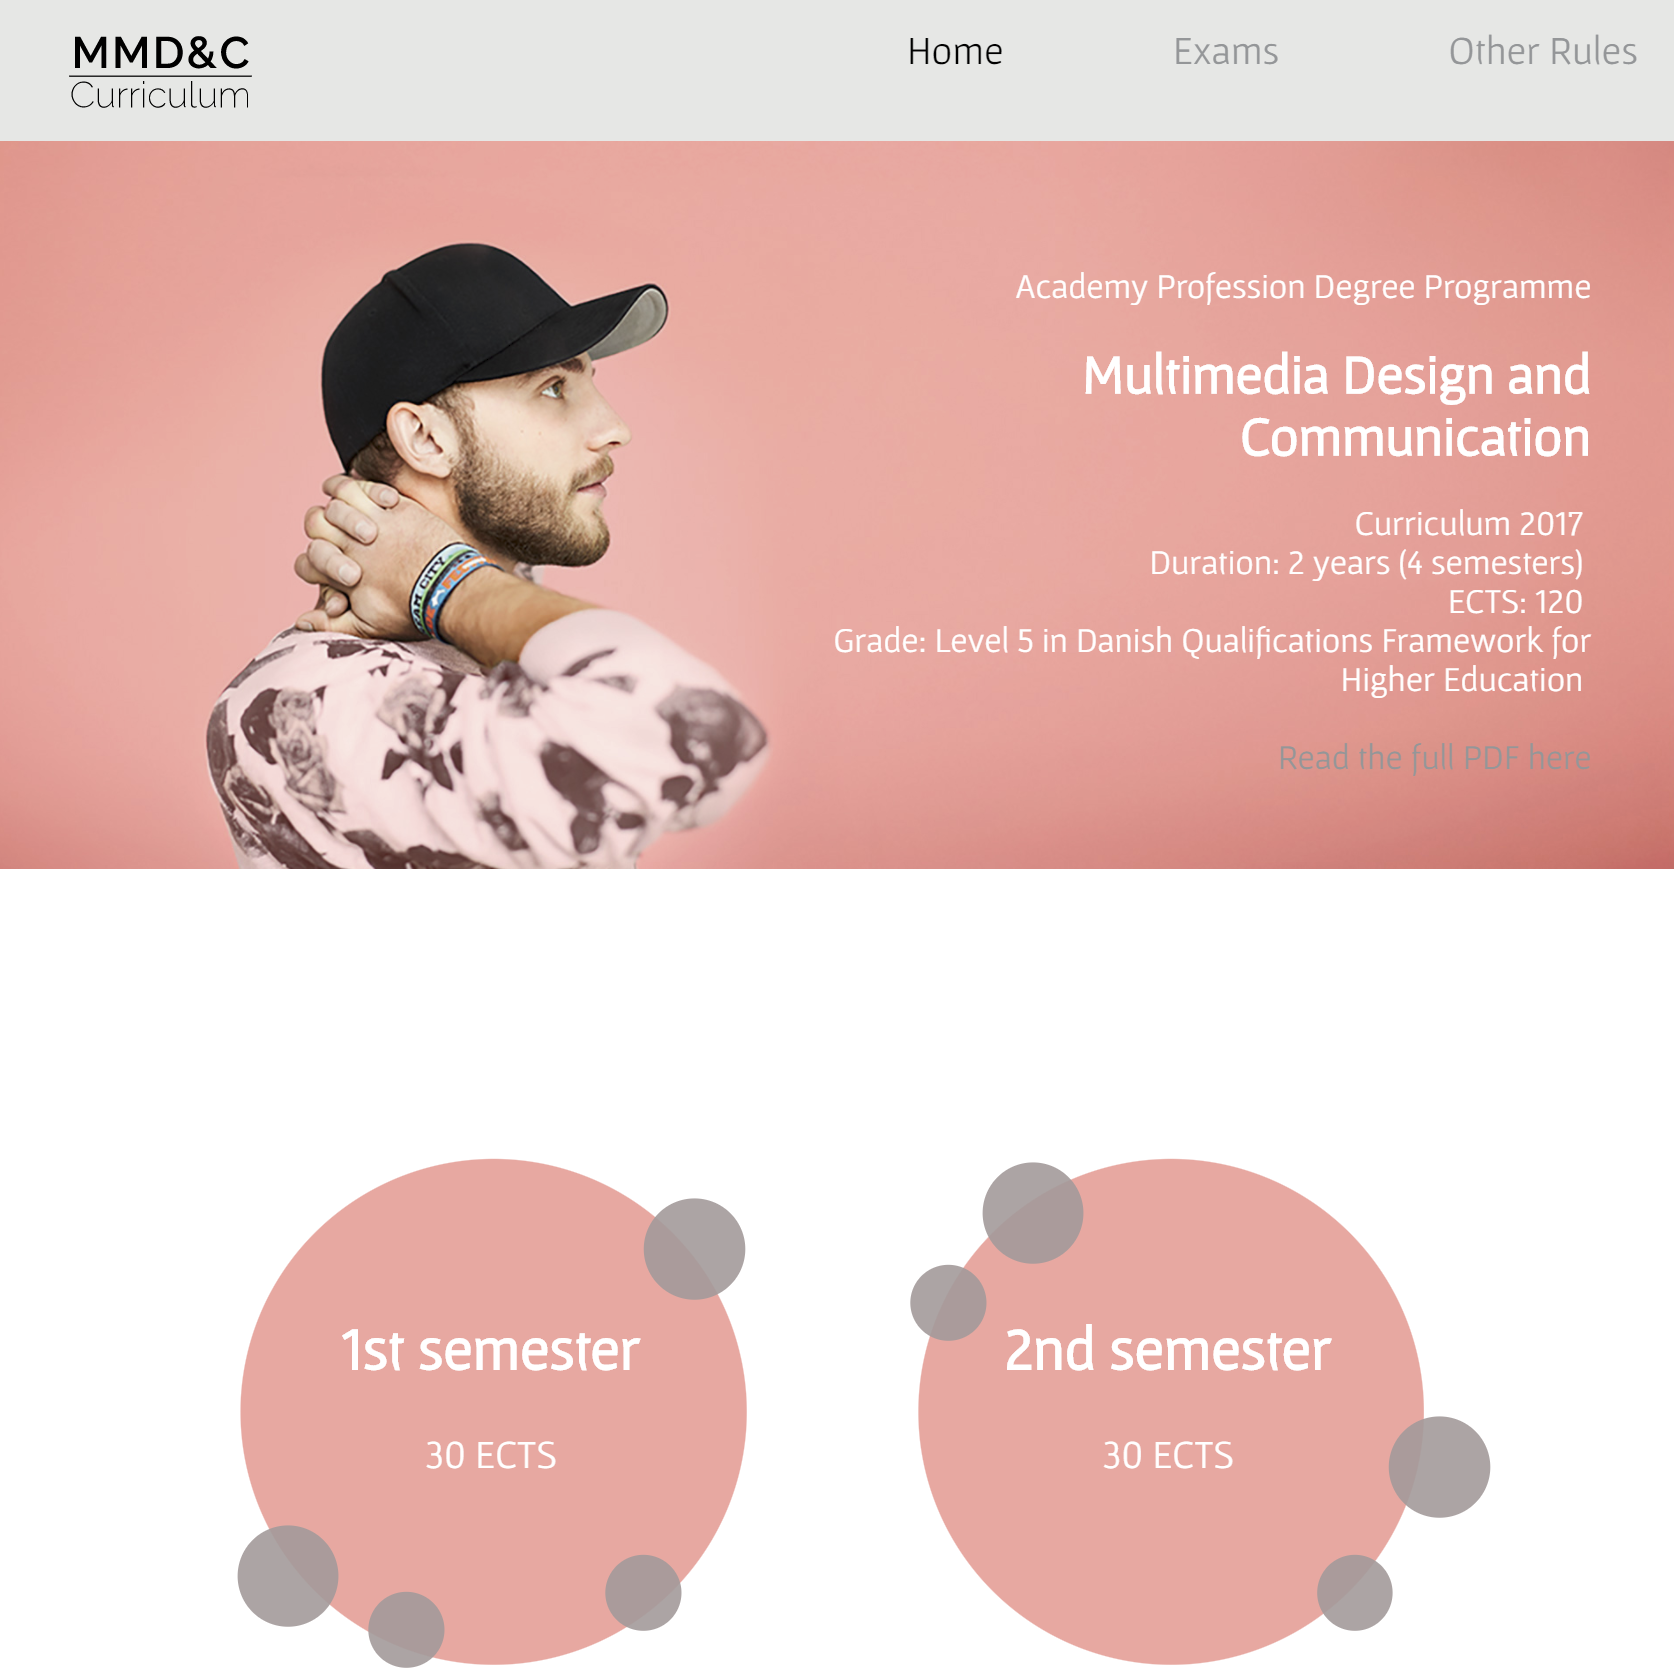 MMD&C
Curriculum
Home
Exams
Other Rules
Academy Profession Degree Programme
Multimedia Design and
Communication
Curriculum 2017
Duration: 2 years (4 semesters)
ECTS: 120
Grade: Level 5 in Danish Qualifications Framework for
Higher Education
Read the full PDF here
1st semester
30 ECTS
2nd semester
30 ECTS